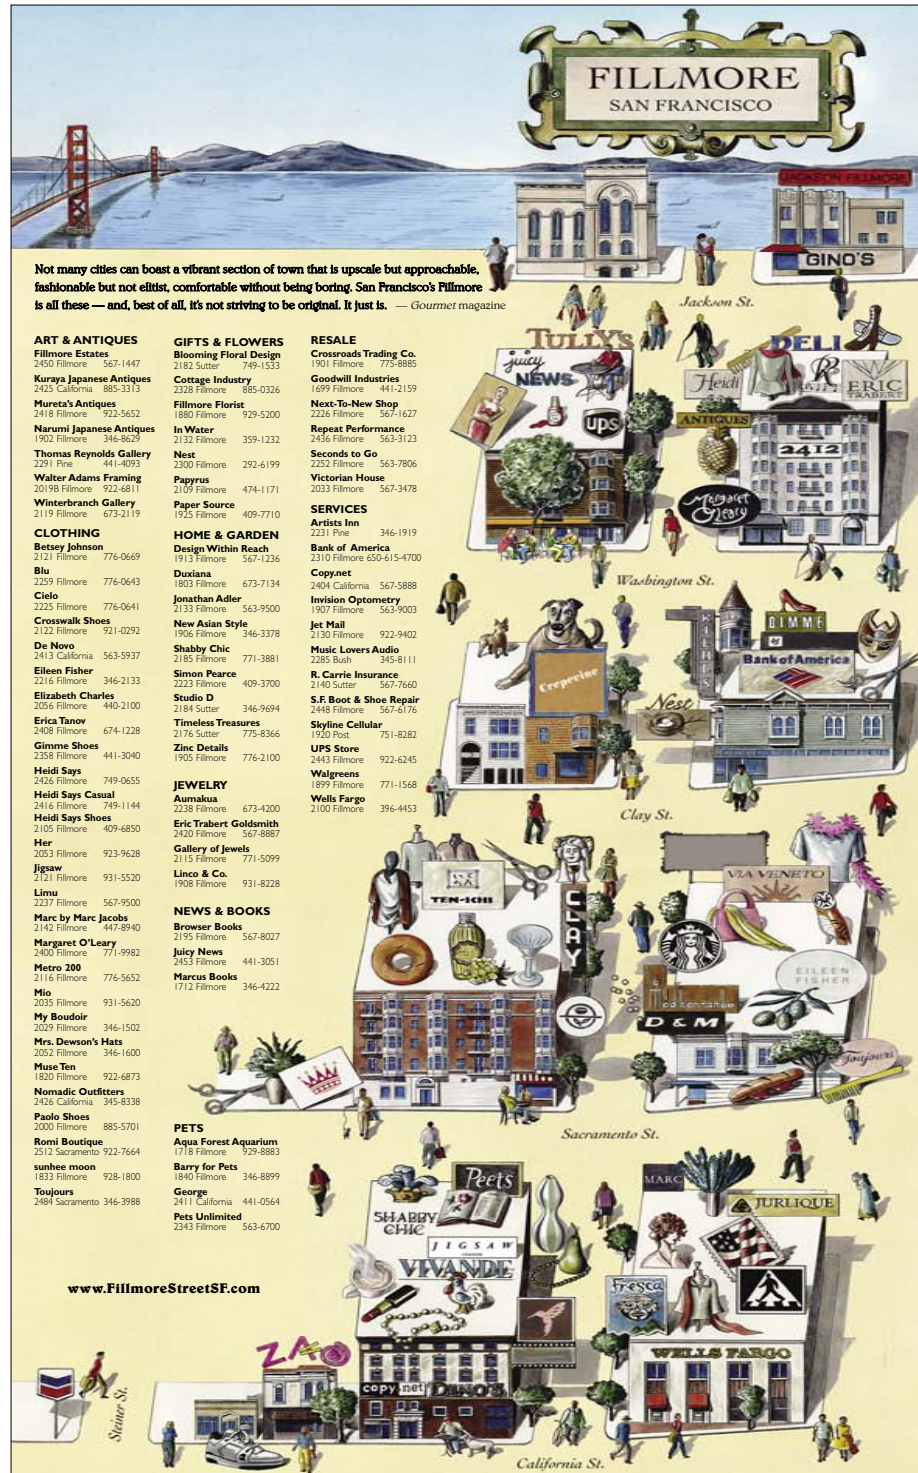 FILLMORE
SAN FRANCISCO
JACKSON FILLMORE
GINO'S
Not many cities can boast a vibrant section of town that is upscale but approachable,
fashionable but not elitist, comfortable without being boring. San Francisco's Fillmore
is all these — and, best of all, it's not striving to be original. It just is. — Gourmet magazine
Jackson St.
ART & ANTIQUES
Fillmore Estates
2450 Fillmore 567-1447
Kuraya Japanese Antiques
2425 California 885-3313
Mureta's Antiques
2418 Fillmore 922-5652
Narumi Japanese Antiques
1902 Fillmore 346-8629
Thomas Reynolds Gallery
2291 Pine 441-4093
Walter Adams Framing
2019B Fillmore 922-6811
Winterbranch Gallery
2119 Fillmore 673-2119
CLOTHING
Betsey Johnson
2121 Fillmore 776-0669
Blu
2259 Fillmore 776-0643
Cielo
2225 Fillmore 776-0641
Crosswalk Shoes
2122 Fillmore 921-0292
De Novo
2413 California 563-5937
Eileen Fisher
2216 Fillmore 346-2133
Elizabeth Charles
2056 Fillmore 440-2100
Erica Tanov
2408 Fillmore 674-1228
Gimme Shoes
2358 Fillmore 441-3040
Heidi Says
2426 Fillmore 749-0655
Heidi Says Casual
2416 Fillmore 749-1144
Heidi Says Shoes
2105 Fillmore 409-6850
Her
2053 Fillmore 923-9628
Jigsaw
2121 Fillmore 931-5520
Limu
2237 Fillmore 567-9500
Marc by Marc Jacobs
2142 Fillmore 447-8940
Margaret O'Leary
2400 Fillmore 771-9982
Metro 200
2116 Fillmore 776-5652
Mio
2035 Fillmore 931-5620
My Boudoir
2029 Fillmore 346-1502
Mrs. Dewson's Hats
2052 Fillmore 346-1600
Muse Ten
1820 Fillmore 922-6873
Nomadic Outfitters
2426 California 345-8338
Paolo Shoes
2000 Fillmore 885-5701
Romi Boutique
2512 Sacramento 922-7664
sunhee moon
1833 Fillmore 928-1800
Toujours
2484 Sacramento 346-3988
GIFTS & FLOWERS
Blooming Floral Design
2182 Sutter 749-1533
Cottage Industry
2328 Fillmore 885-0326
Fillmore Florist
1880 Fillmore 929-5200
In Water
2132 Fillmore 359-1232
Nest
2300 Fillmore 292-6199
Papyrus
2109 Fillmore 474-1171
Paper Source
1925 Fillmore 409-7710
HOME & GARDEN
Design Within Reach
1913 Fillmore 567-1236
Duxiana
1803 Fillmore 673-7134
Jonathan Adler
2133 Fillmore 563-9500
New Asian Style
1906 Fillmore 346-3378
Shabby Chic
2185 Fillmore 771-3881
Simon Pearce
2223 Fillmore 409-3700
Studio D
2184 Sutter 346-9694
Timeless Treasures
2176 Sutter 775-8366
Zinc Details
1905 Fillmore 776-2100
JEWELRY
Aumakua
2238 Fillmore 673-4200
Eric Trabert Goldsmith
2420 Fillmore 567-8887
Gallery of Jewels
2115 Fillmore 771-5099
Linco & Co.
1908 Fillmore 931-8228
NEWS & BOOKS
Browser Books
2195 Fillmore 567-8027
Juicy News
2453 Fillmore 441-3051
Marcus Books
1712 Fillmore 346-4222
PETS
Aqua Forest Aquarium
1718 Fillmore 929-8883
Barry for Pets
1840 Fillmore 346-8899
George
2411 California 441-0564
Pets Unlimited
2343 Fillmore 563-6700
RESALE
Crossroads Trading Co.
1901 Fillmore 775-8885
Goodwill Industries
1699 Fillmore 441-2159
Next-To-New Shop
2226 Fillmore 567-1627
Repeat Performance
2436 Fillmore 563-3123
Seconds to Go
2252 Fillmore 563-7806
Victorian House
2033 Fillmore 567-3478
SERVICES
Artists Inn
2231 Pine 346-1919
Bank of America
2310 Fillmore 650-615-4700
Copy.net
2404 California 567-5888
Invision Optometry
1907 Fillmore 563-9003
Jet Mail
2130 Fillmore 922-9402
Music Lovers Audio
2285 Bush 345-8111
R. Carrie Insurance
2140 Sutter 567-7660
S.F. Boot & Shoe Repair
2448 Fillmore 567-6176
Skyline Cellular
1920 Post 751-8282
UPS Store
2443 Fillmore 922-6245
Walgreens
1899 Fillmore 771-1568
Wells Fargo
2100 Fillmore 396-4453
www.FillmoreStreetSF.com
TULLY'S
juicy
NEWS
ups
DELI
Heidi
ERIC
TRABERT
ANTIQUES
2412
Margaret
O'Leary
Washington St.
Crepevine
GIMME
Bank of America
Nest
Clay St.
TEN-ICHI
CLAY
VIA VENETO
EILEEN
FISHER
D & M
Toujours
Sacramento St.
Peet's
SHABBY
CHIC
JIGSAW
VIVANDE
MARC
JURLIQUE
Fresca
WELLS FARGO
ZAO
copy.net
DINO'S
Steiner St.
California St.